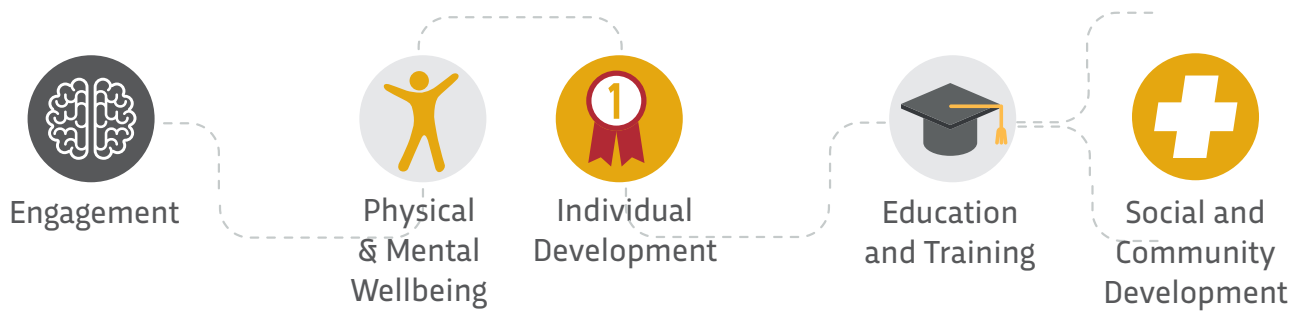 1
Engagement
Physical
& Mental
Wellbeing
Individual
Development
Education
and Training
Social and
Community
Development